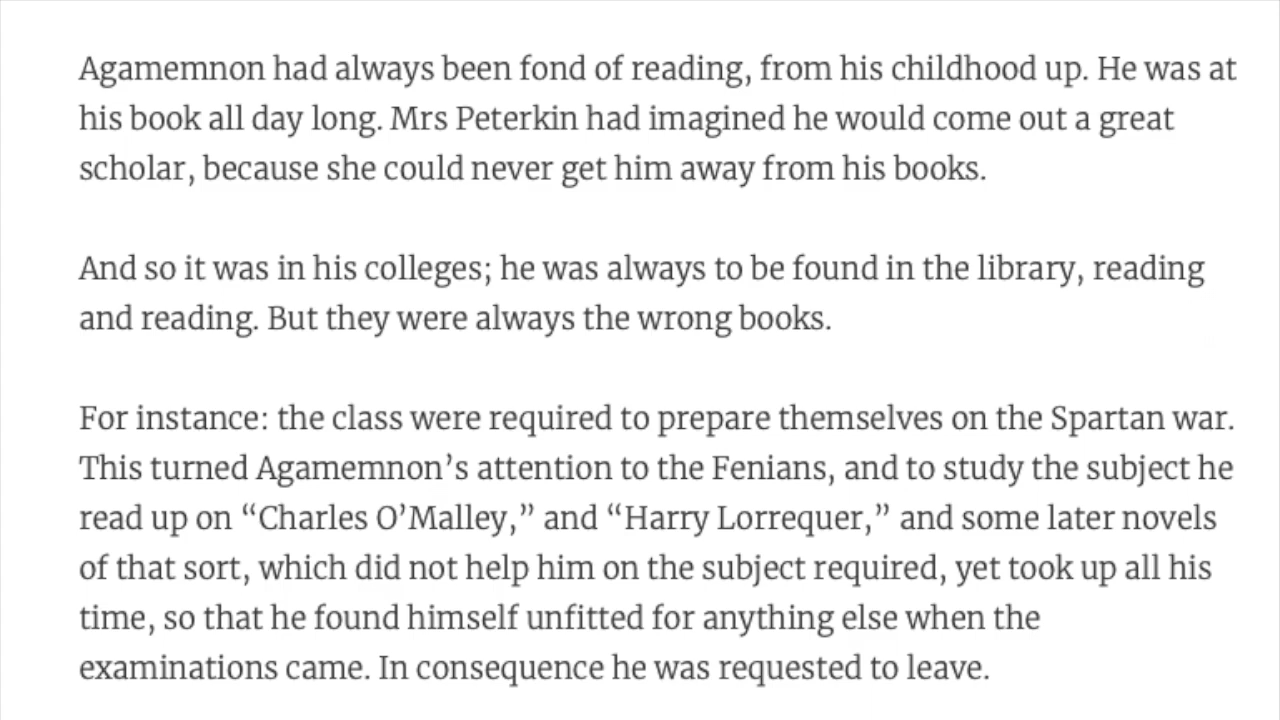 Agamemnon had always been fond of reading, from his childhood up. He was at
his book all day long. Mrs Peterkin had imagined he would come out a great
scholar, because she could never get him away from his books.
And so it was in his colleges; he was always to be found in the library, reading
and reading. But they were always the wrong books.
For instance: the class were required to prepare themselves on the Spartan war.
This turned Agamemnon’s attention to the Fenians, and to study the subject he
read up on “Charles O’Malley,” and “Harry Lorrequer,” and some later novels
of that sort, which did not help him on the subject required, yet took up all his
time, so that he found himself unfitted for anything else when the
examinations came. In consequence he was requested to leave.